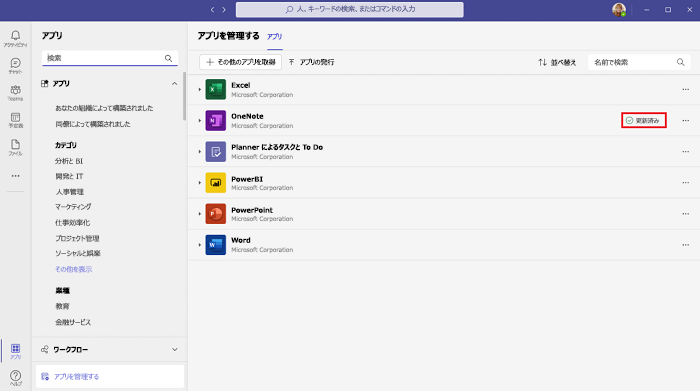 人、キーワードの検索、またはコマンドの入力
アクティビティ
チャット
Teams
予定表
ファイル
アプリ
ヘルプ
アプリ
検索
アプリ
あなたの組織によって構築されました
同僚によって構築されました
カテゴリ
分析と BI
開発と IT
人事管理
マーケティング
仕事効率化
プロジェクト管理
ソーシャルと娯楽
その他を表示
業種
教育
金融サービス
ワークフロー
アプリを管理する
アプリを管理する アプリ
その他のアプリを取得 アプリの発行 並べ替え 名前で検索
Excel
Microsoft Corporation
OneNote
Microsoft Corporation
更新済み
Planner によるタスクと To Do
Microsoft Corporation
PowerBI
Microsoft Corporation
PowerPoint
Microsoft Corporation
Word
Microsoft Corporation